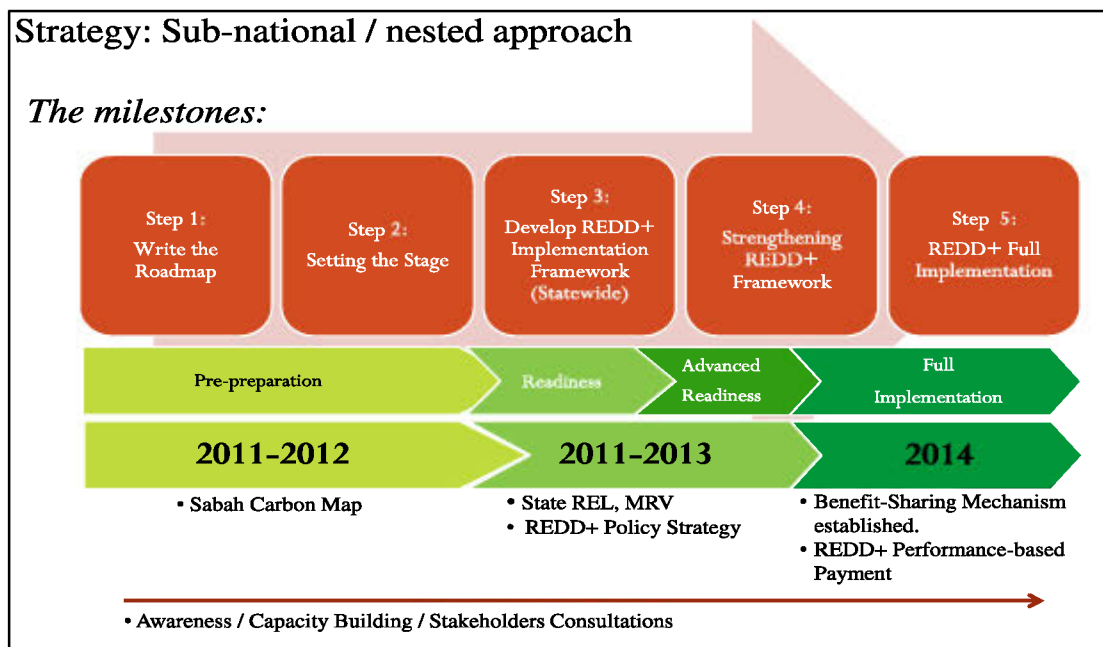 Strategy: Sub-national / nested approach
The milestones:
Step 1:
Write the
Roadmap
Step 2:
Setting the Stage
Step 3:
Develop REDD+
Implementation
Framework
(Statewide)
Step 4:
Strengthening
REDD+
Framework
Step 5:
REDD+ Full
Implementation
Pre-preparation
Readiness
Advanced
Readiness
Full
Implementation
2011-2012
2011-2013
2014
• Sabah Carbon Map
• State REL, MRV
• REDD+ Policy Strategy
• Benefit-Sharing Mechanism
established.
• REDD+ Performance-based
Payment
• Awareness / Capacity Building / Stakeholders Consultations